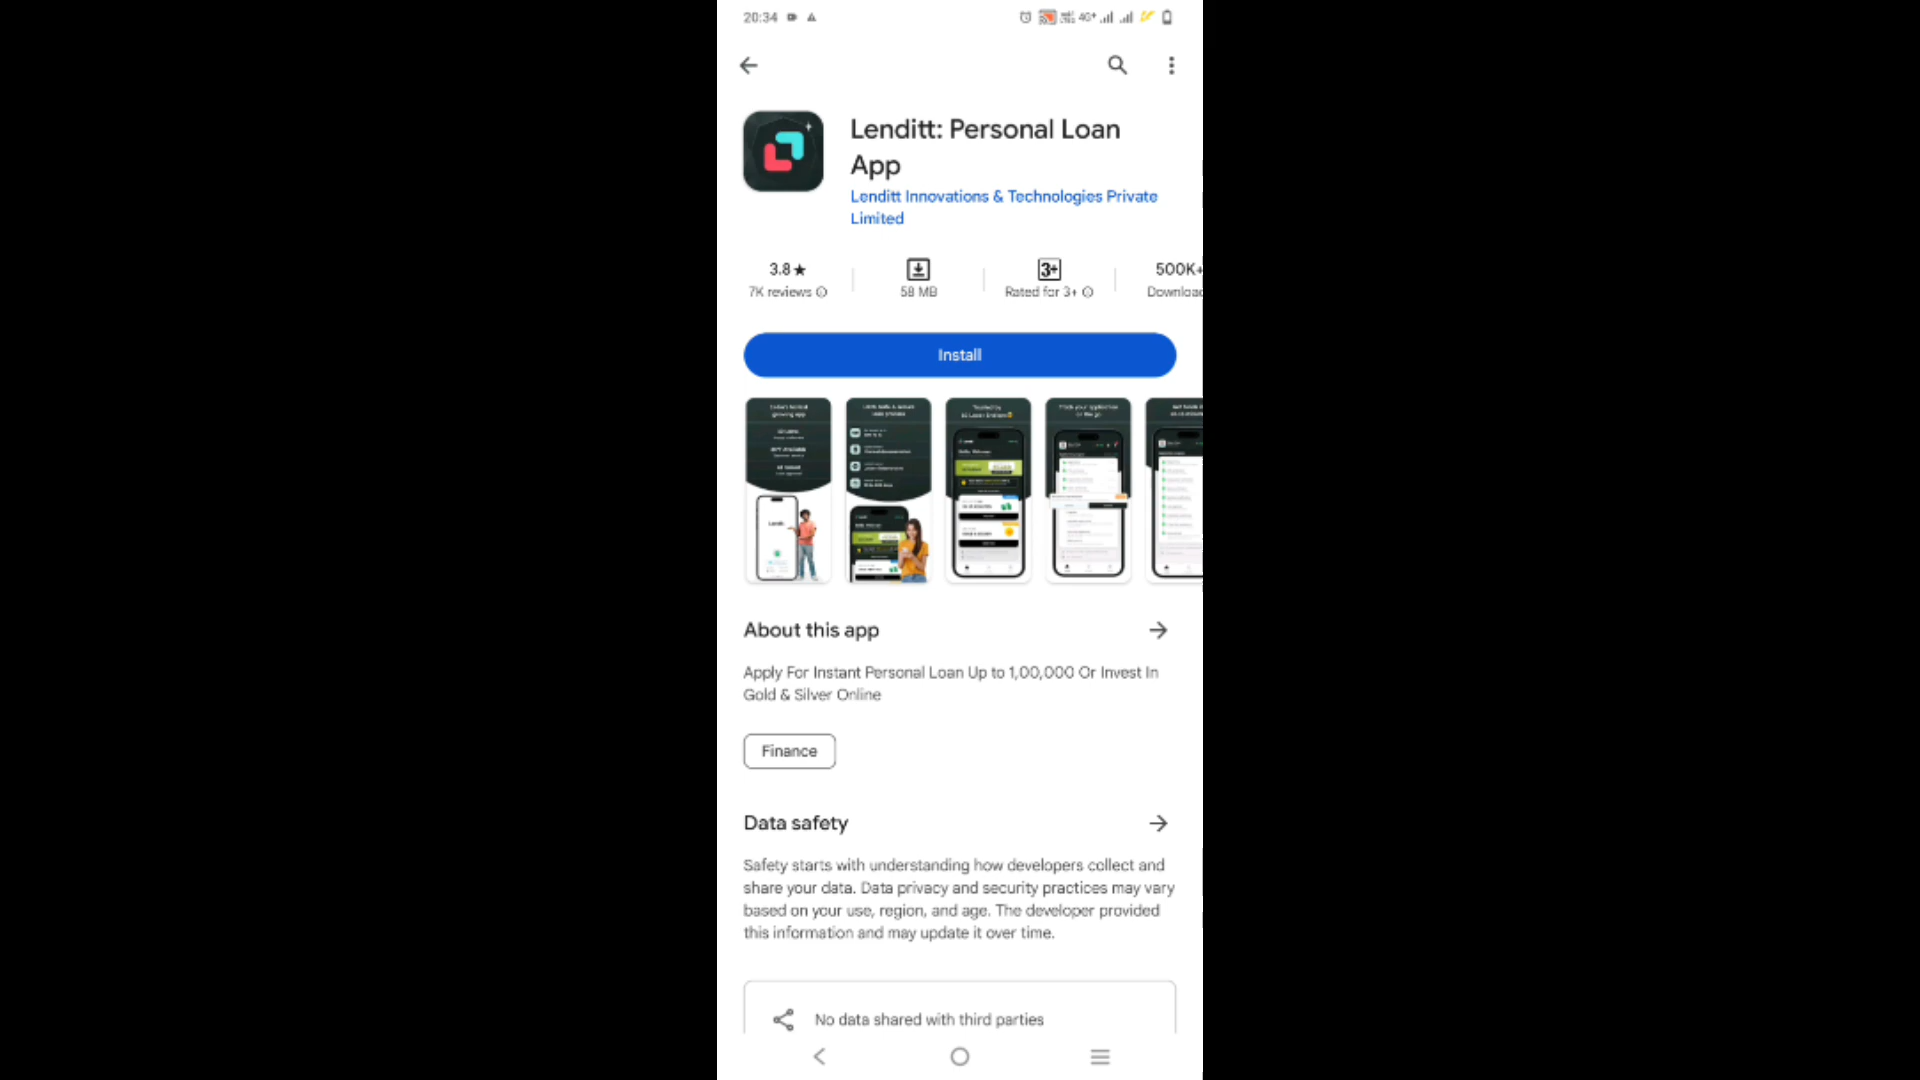 20:34
4G+
Lenditt: Personal Loan
App
Lenditt Innovations & Technologies Private
Limited
3.8★
7K reviews
58 MB
3+
Rated for 3+
500K+
Downloa
Install
About this app
Apply For Instant Personal Loan Up to 1,00,000 Or Invest In
Gold & Silver Online
Finance
Data safety
Safety starts with understanding how developers collect and
share your data. Data privacy and security practices may vary
based on your use, region, and age. The developer provided
this information and may update it over time.
No data shared with third parties